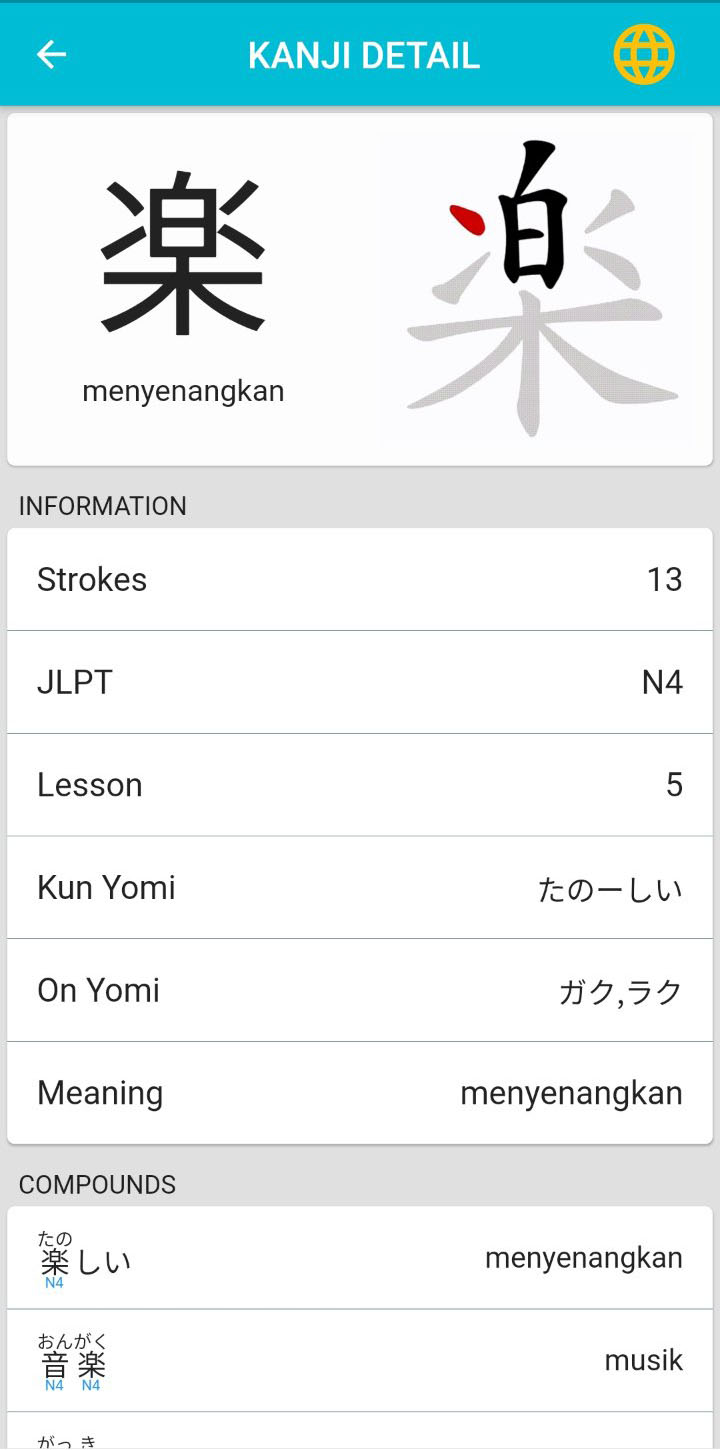 KANJI DETAIL
楽
楽
menyenangkan
INFORMATION
Strokes 13
JLPT N4
Lesson 5
Kun Yomi たのーしい
On Yomi ガク,ラク
Meaning menyenangkan
COMPOUNDS
たの
楽しい menyenangkan
N4
おんがく
音楽 musik
N4 N4
がっき